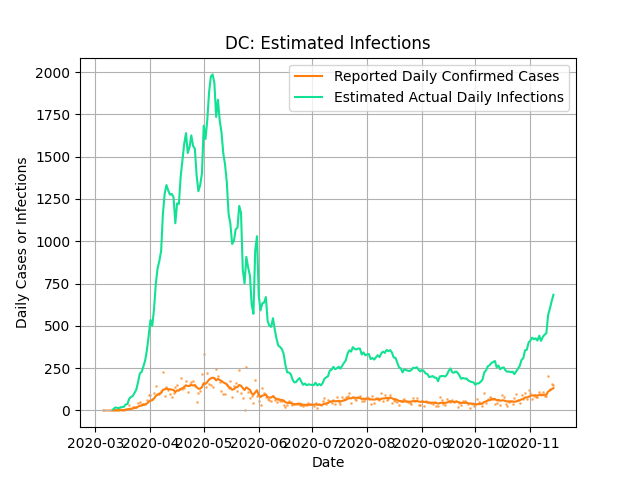 DC: Estimated Infections
Reported Daily Confirmed Cases
Estimated Actual Daily Infections
Daily Cases or Infections
2000
1750
1500
1250
1000
750
500
250
0
2020-03 2020-04 2020-05 2020-06 2020-07 2020-08 2020-09 2020-10 2020-11
Date